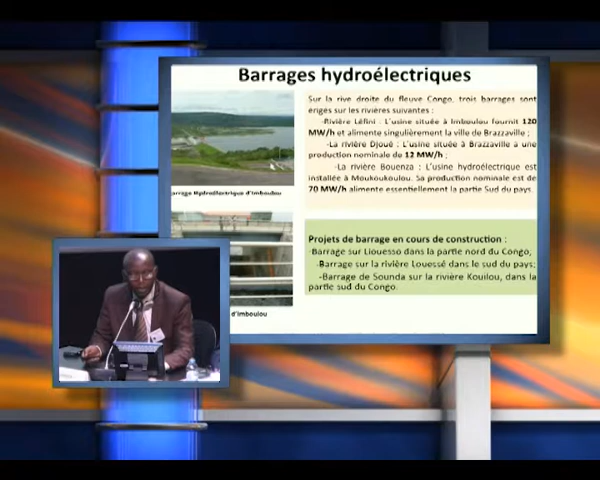 Barrages hydroélectriques
Sur la rive droite du fleuve Congo, trois barrages sont
érigés sur les rivières suivantes :
-Rivière Léfini : L'usine située à Imboulou fournit 120
MW/h et alimente singulièrement la ville de Brazzaville ;
-La rivière Djoué : L'usine située à Brazzaville a une
production nominale de 12 MW/h ;
-La rivière Bouenza : L'usine hydroélectrique est
installée à Moukoukoulou. Sa production nominale est de
70 MW/h alimente essentiellement la partie Sud du pays.
arrage Hydroélectrique d'Imboulou
Projets de barrage en cours de construction :
Barrage sur Liouesso dans la partie nord du Congo,
-Barrage sur la rivière Louessé dans le sud du pays;
-Barrage de Sounda sur la rivière Kouilou, dans la
partie sud du Congo.
d'Imboulou